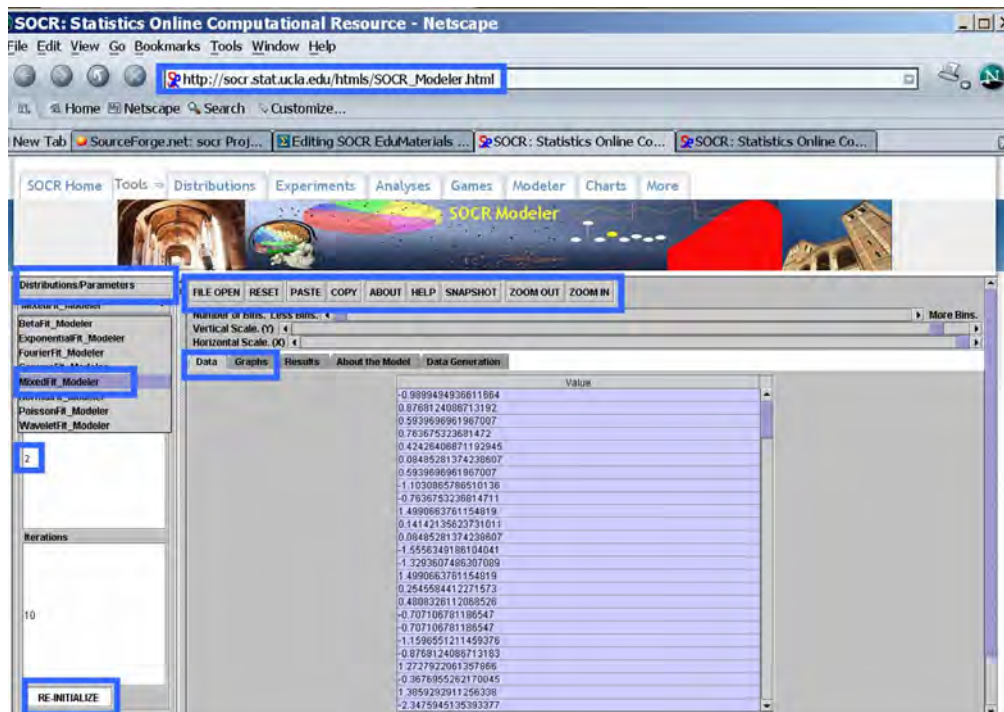 SOCR: Statistics Online Computational Resource - Netscape
File Edit View Go Bookmarks Tools Window Help
http://socr.stat.ucla.edu/htmls/SOCR_Modeler.html
Home Netscape Search Customize...
New Tab SourceForge.net: socr Proj... Editing SOCR EduMaterials ... SOCR: Statistics Online Co... SOCR: Statistics Online Co...
SOCR Home Tools Distributions Experiments Analyses Games Modeler Charts More
SOCR Modeler
Distributions/Parameters
FILE OPEN RESET PASTE COPY ABOUT HELP SNAPSHOT ZOOM OUT ZOOM IN
MixedFit_Modeler
Number of Bins. Less Bins. More Bins.
Vertical Scale. (Y)
Horizontal Scale. (X)
BetaFit_Modeler
ExponentialFit_Modeler
FourierFit_Modeler
MixedFit_Modeler
NormalFit_Modeler
PoissonFit_Modeler
WaveletFit_Modeler
2
Iterations
10
RE-INITIALIZE
Data Graphs Results About the Model Data Generation
Value
-0.9899494936611664
0.8768124086713192
0.5939696961967007
0.763675323681472
0.42426406871192945
0.08485281374238607
0.5939696961967007
-1.1030865786510136
-0.7636753236814711
1.4990663761154819
0.14142135623731011
0.08485281374238607
-1.5556349186104041
-1.3293607486307089
1.4990663761154819
0.2545584412271573
0.4808326112068526
-0.707106781186547
-0.707106781186547
-1.1596551211459376
-0.8768124086713183
1.2727922061357866
-0.3676955262170045
1.3859292911256338
-2.3475945135393377